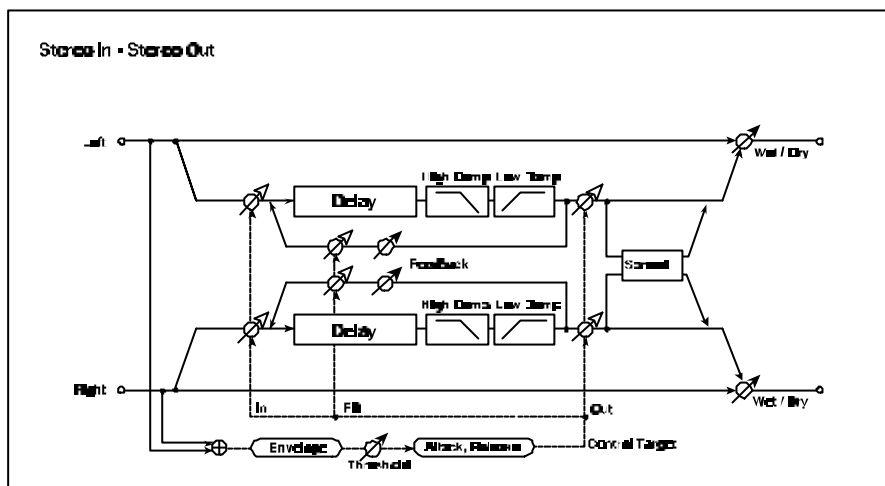 Stereo In - Stereo Out
Left
Wet / Dry
High Damp Low Damp
Delay
Feedback
Spread
High Damp Low Damp
Delay
Right
Wet / Dry
In
FB
Out
Envelope
Threshold
Attack, Release
Control Target